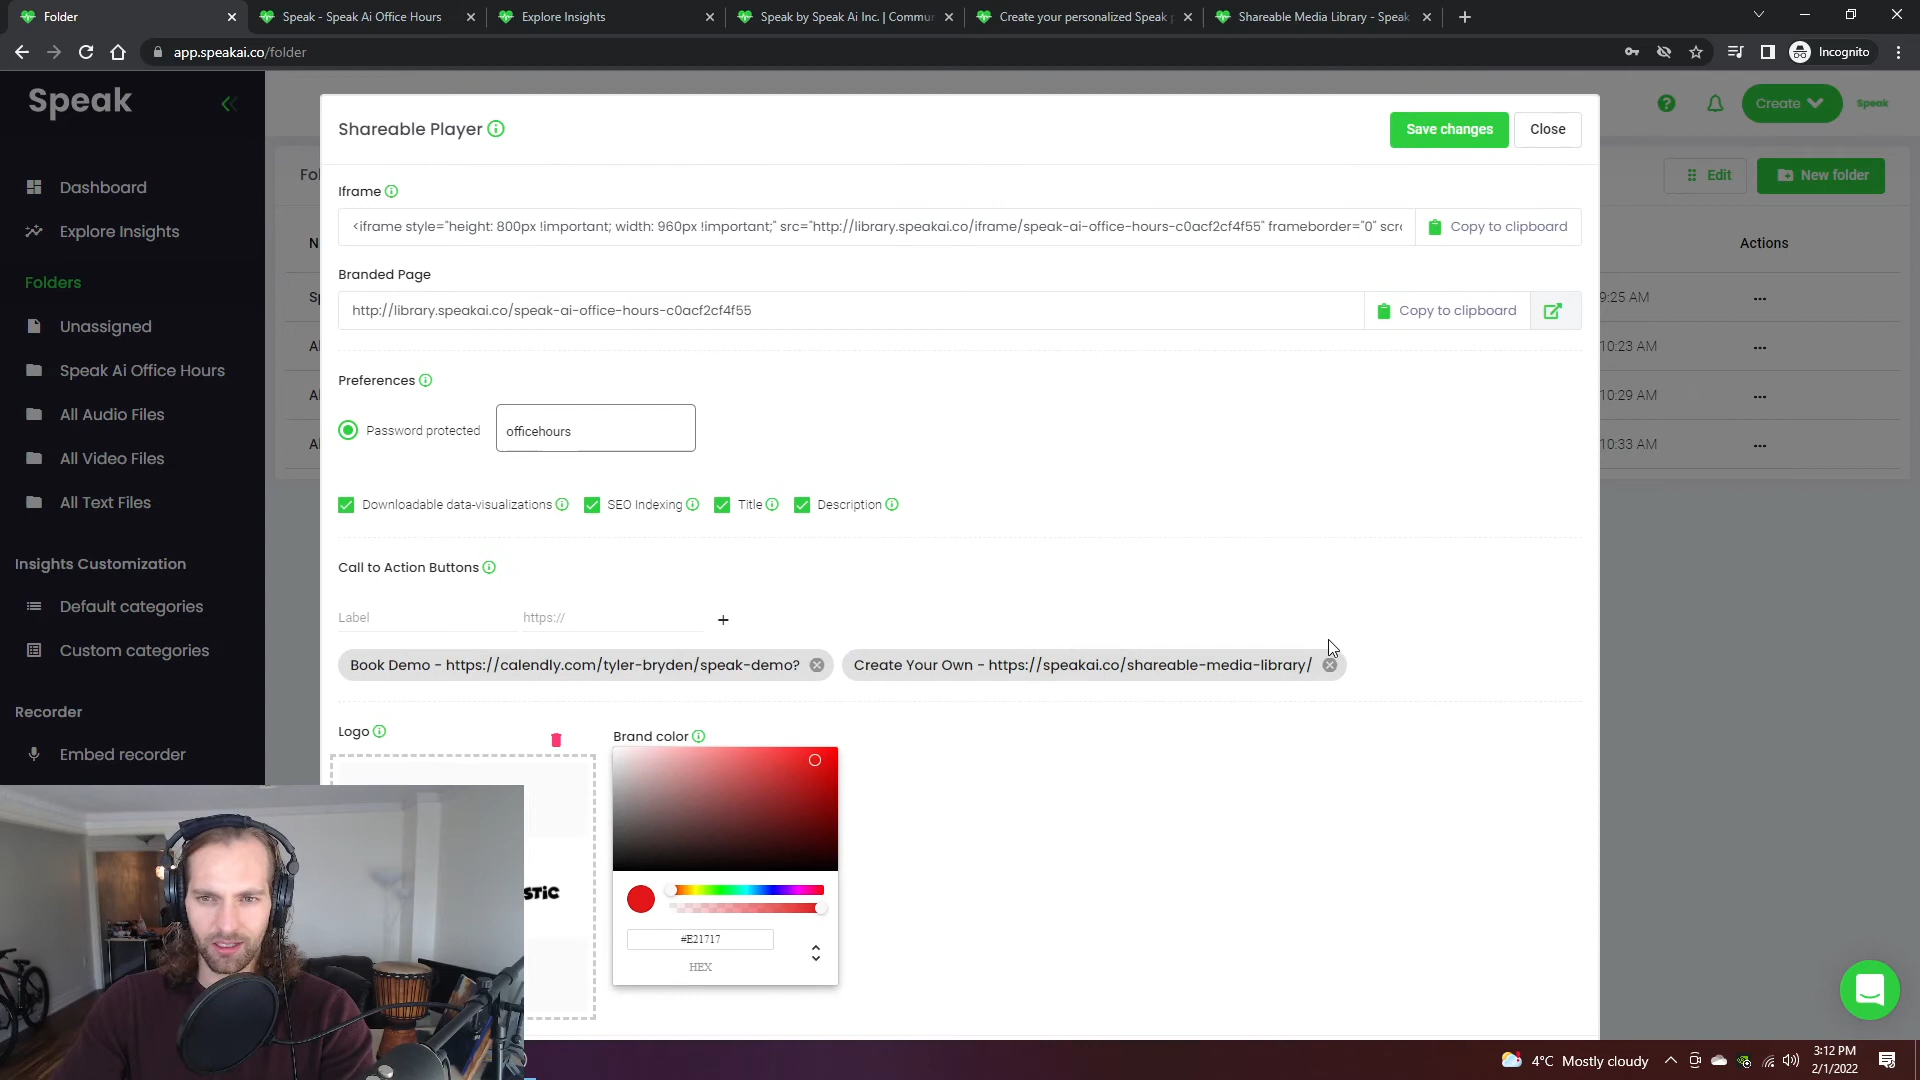 Folder
Speak - Speak Ai Office Hours
Explore Insights
Speak by Speak Ai Inc. | Commun
Create your personalized Speak
Shareable Media Library - Speak
app.speakai.co/folder
Incognito
Speak
Shareable Player
Save changes
Close
Create
Speak
Dashboard
Explore Insights
Folders
Unassigned
Speak Ai Office Hours
All Audio Files
All Video Files
All Text Files
Insights Customization
Default categories
Custom categories
Recorder
Embed recorder
Fol
Edit
New folder
N
Actions
Sp
9:25 AM
Al
10:23 AM
Al
10:29 AM
Al
10:33 AM
Iframe
<iframe style="height: 800px !important; width: 960px !important;" src="http://library.speakai.co/iframe/speak-ai-office-hours-c0acf2cf4f55" frameborder="0" scr
Copy to clipboard
Branded Page
http://library.speakai.co/speak-ai-office-hours-c0acf2cf4f55
Copy to clipboard
Preferences
Password protected
officehours
Downloadable data-visualizations
SEO Indexing
Title
Description
Call to Action Buttons
Label
https://
+
Book Demo - https://calendly.com/tyler-bryden/speak-demo?
Create Your Own - https://speakai.co/shareable-media-library/
Logo
Brand color
STIC
#E21717
HEX
4°C Mostly cloudy
3:12 PM
2/1/2022